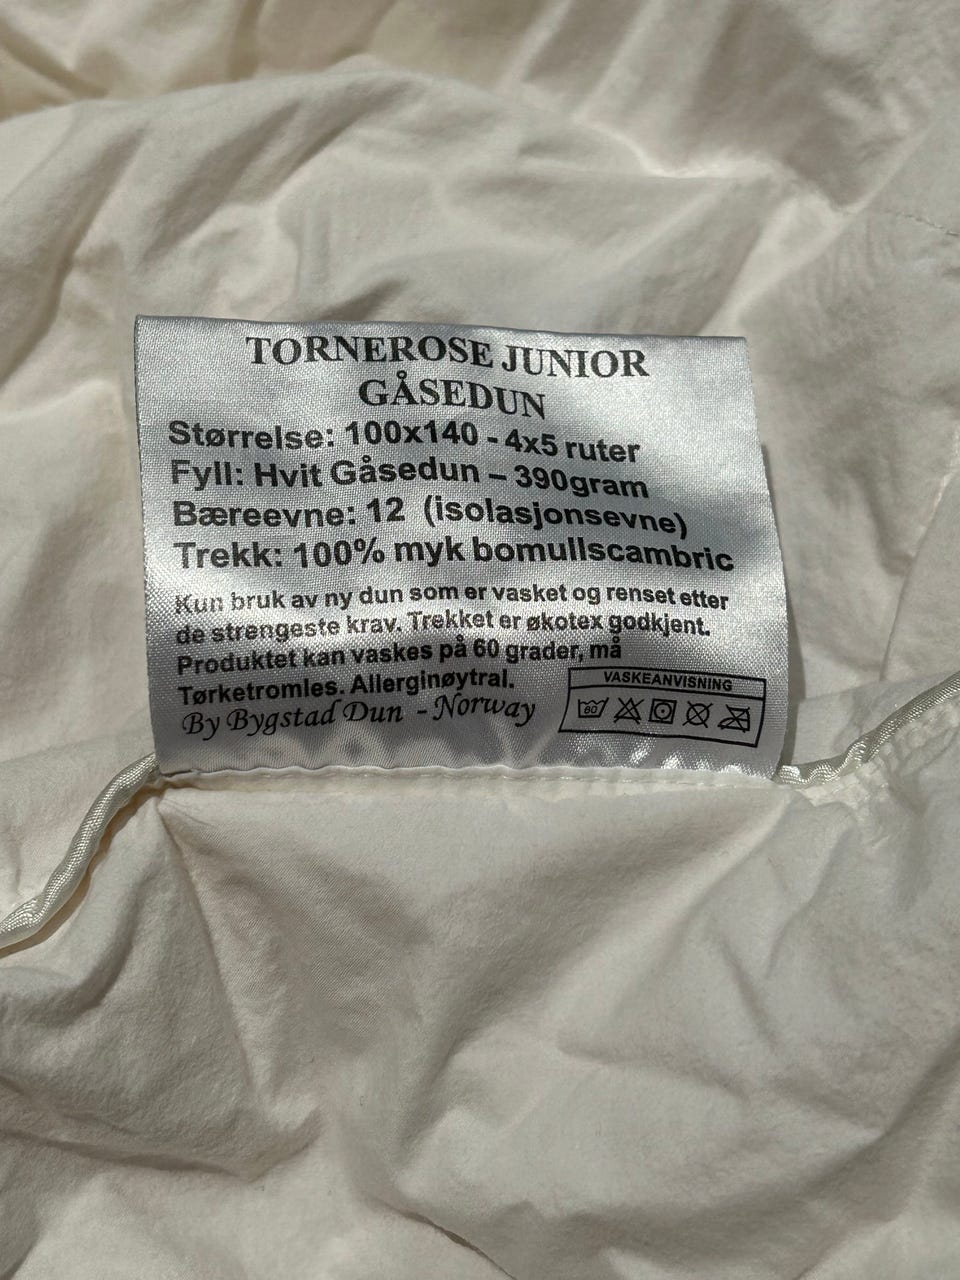 TORNEROSE JUNIOR
GÅSEDUN
Størrelse: 100x140 - 4x5 ruter
Fyll: Hvit Gåsedun – 390gram
Bæreevne: 12 (isolasjonsevne)
Trekk: 100% myk bomullscambric
Kun bruk av ny dun som er vasket og renset etter
de strengeste krav. Trekket er økotex godkjent.
Produktet kan vaskes på 60 grader, må
Tørketromles. Allerginøytral.
By Bygstad Dun - Norway
VASKEANVISNING
60